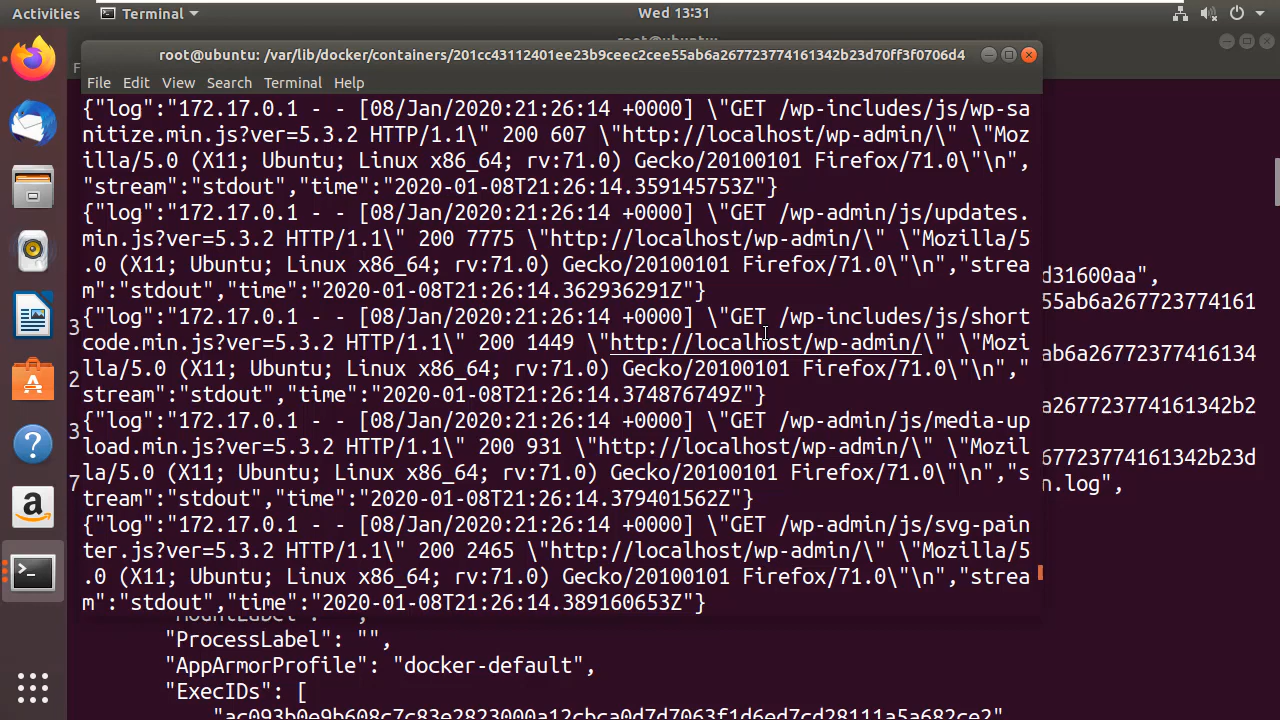 Activities
Terminal
Wed 13:31
root@ubuntu: /var/lib/docker/containers/201cc43112401ee23b9ceec2cee55ab6a267723774161342b23d70ff3f0706d4
File Edit View Search Terminal Help
{"log":"172.17.0.1 - - [08/Jan/2020:21:26:14 +0000] \"GET /wp-includes/js/wp-sa
nitize.min.js?ver=5.3.2 HTTP/1.1\" 200 607 \"http://localhost/wp-admin/\" \"Moz
illa/5.0 (X11; Ubuntu; Linux x86_64; rv:71.0) Gecko/20100101 Firefox/71.0\"\n",
"stream":"stdout","time":"2020-01-08T21:26:14.359145753Z"}
{"log":"172.17.0.1 - - [08/Jan/2020:21:26:14 +0000] \"GET /wp-admin/js/updates.
min.js?ver=5.3.2 HTTP/1.1\" 200 7775 \"http://localhost/wp-admin/\" \"Mozilla/5
.0 (X11; Ubuntu; Linux x86_64; rv:71.0) Gecko/20100101 Firefox/71.0\"\n","strea
m":"stdout","time":"2020-01-08T21:26:14.362936291Z"}
{"log":"172.17.0.1 - - [08/Jan/2020:21:26:14 +0000] \"GET /wp-includes/js/short
code.min.js?ver=5.3.2 HTTP/1.1\" 200 1449 \"http://localhost/wp-admin/\" \"Mozi
lla/5.0 (X11; Ubuntu; Linux x86_64; rv:71.0) Gecko/20100101 Firefox/71.0\"\n","
stream":"stdout","time":"2020-01-08T21:26:14.374876749Z"}
{"log":"172.17.0.1 - - [08/Jan/2020:21:26:14 +0000] \"GET /wp-admin/js/media-up
load.min.js?ver=5.3.2 HTTP/1.1\" 200 931 \"http://localhost/wp-admin/\" \"Mozil
la/5.0 (X11; Ubuntu; Linux x86_64; rv:71.0) Gecko/20100101 Firefox/71.0\"\n","s
tream":"stdout","time":"2020-01-08T21:26:14.379401562Z"}
{"log":"172.17.0.1 - - [08/Jan/2020:21:26:14 +0000] \"GET /wp-admin/js/svg-pain
ter.js?ver=5.3.2 HTTP/1.1\" 200 2465 \"http://localhost/wp-admin/\" \"Mozilla/5
.0 (X11; Ubuntu; Linux x86_64; rv:71.0) Gecko/20100101 Firefox/71.0\"\n","strea
m":"stdout","time":"2020-01-08T21:26:14.389160653Z"}
d31600aa",
55ab6a267723774161
3
ab6a26772377416134
2
a267723774161342b2
3
67723774161342b23d
7
n.log",
"ProcessLabel": "",
"AppArmorProfile": "docker-default",
"ExecIDs": [